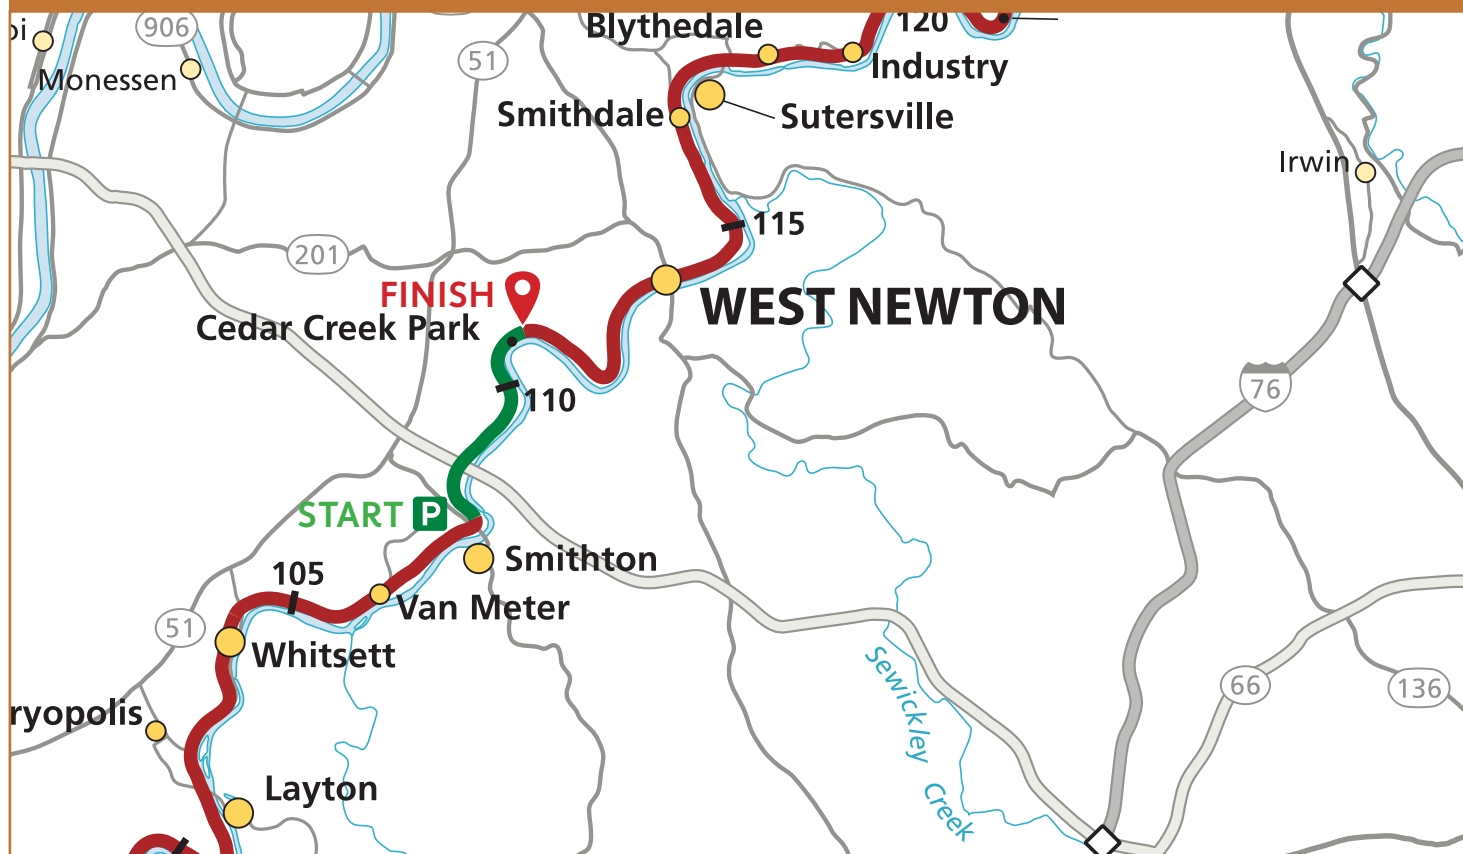 Blythedale
120
906
51
Monessen
Industry
Smithdale
Sutersville
Irwin
115
201
FINISH
WEST NEWTON
Cedar Creek Park
76
110
START P
Smithton
105
Van Meter
51
Whitsett
66
136
ryopolis
Sewickley Creek
Layton